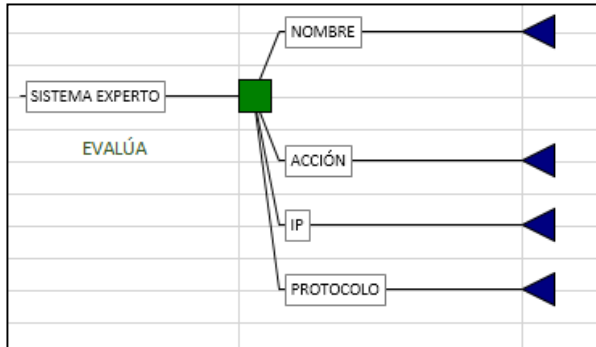 NOMBRE
SISTEMA EXPERTO
EVALÚA
ACCIÓN
IP
PROTOCOLO